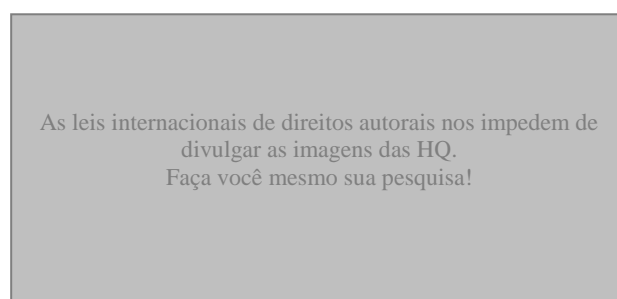 As leis internacionais de direitos autorais nos impedem de
divulgar as imagens das HQ.
Faça você mesmo sua pesquisa!